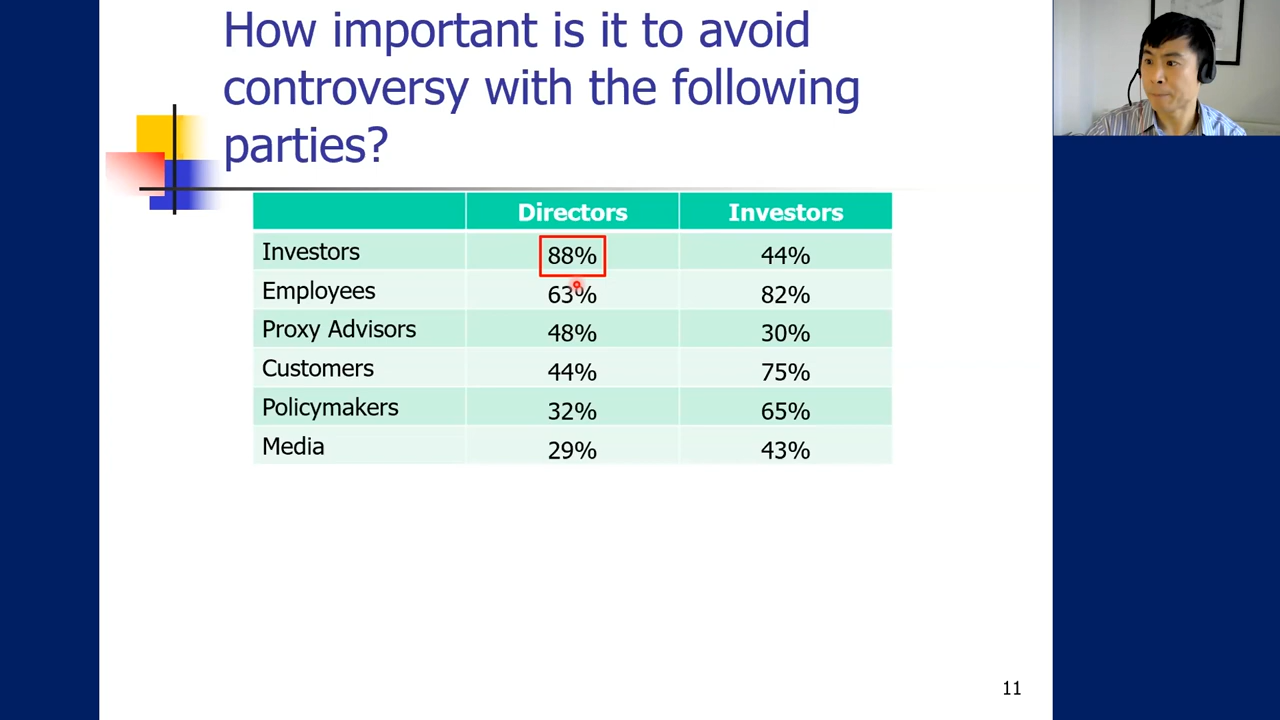 How important is it to avoid
controversy with the following
parties?
Directors Investors
Investors 88% 44%
Employees 63% 82%
Proxy Advisors 48% 30%
Customers 44% 75%
Policymakers 32% 65%
Media 29% 43%
11